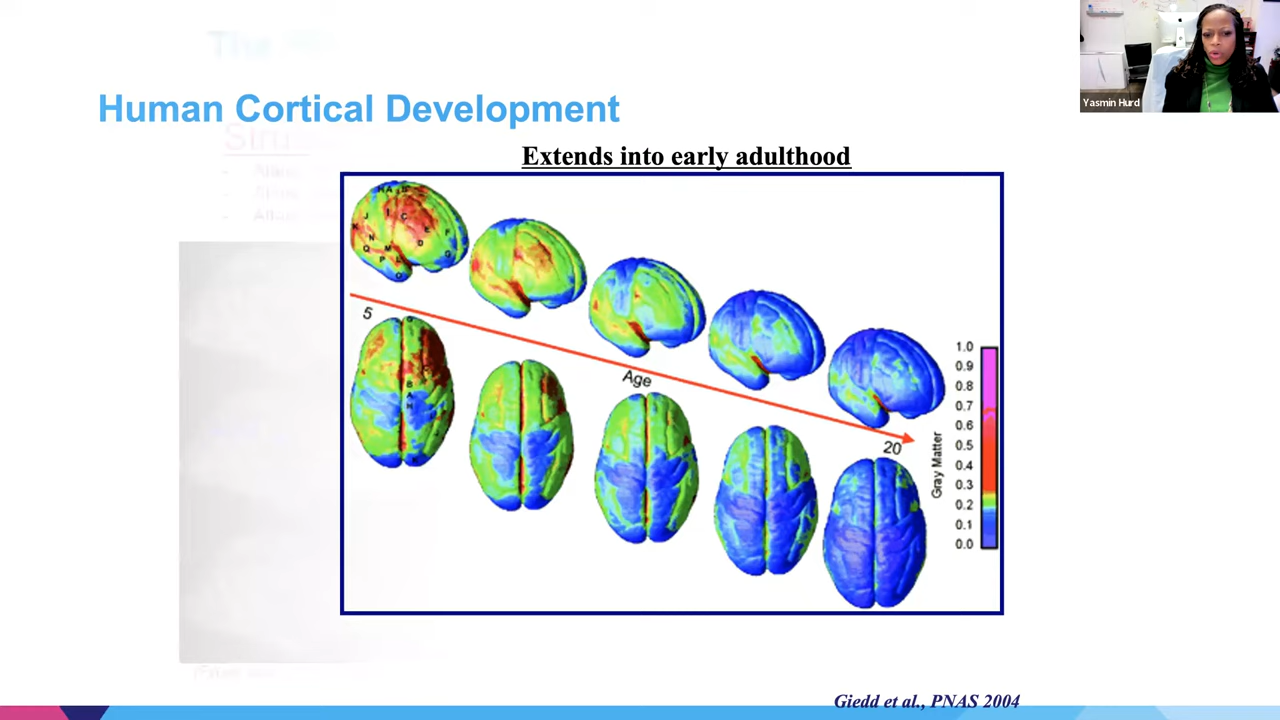 The
Human Cortical Development
Extends into early adulthood
Yasmin Hurd
HA B
J I C
K E F
N D
Q M G
P L
O
5
G
C
B
A
H
Age
20
Gray Matter
1.0
0.9
0.8
0.7
0.6
0.5
0.4
0.3
0.2
0.1
0.0
Giedd et al., PNAS 2004